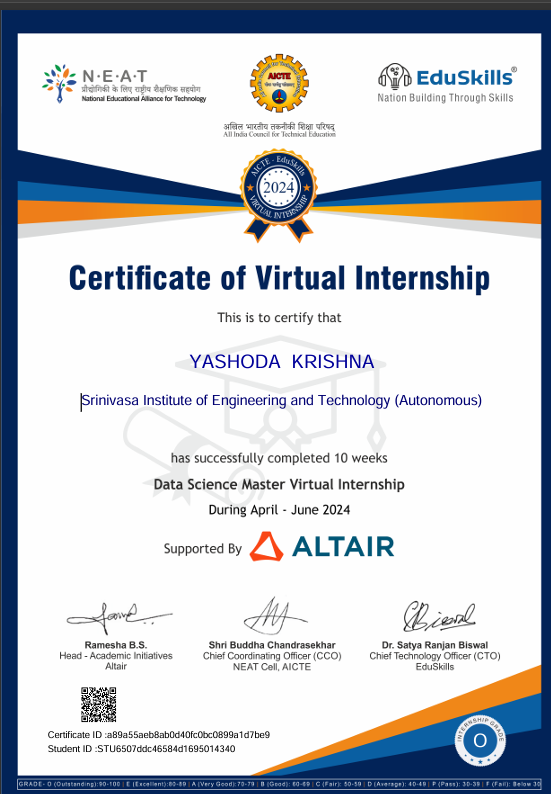 N·E·A·T
प्रौद्योगिकी के लिए राष्ट्रीय शैक्षणिक सहयोग
National Educational Alliance for Technology
AICTE
अखिल भारतीय तकनीकी शिक्षा परिषद्
All India Council for Technical Education
EduSkills®
Nation Building Through Skills
AICTE - EduSkills
2024
VIRTUAL INTERNSHIP
Certificate of Virtual Internship
This is to certify that
YASHODA KRISHNA
Srinivasa Institute of Engineering and Technology (Autonomous)
has successfully completed 10 weeks
Data Science Master Virtual Internship
During April - June 2024
Supported By ALTAIR
Ramesha B.S.
Head - Academic Initiatives
Altair
Shri Buddha Chandrasekhar
Chief Coordinating Officer (CCO)
NEAT Cell, AICTE
Dr. Satya Ranjan Biswal
Chief Technology Officer (CTO)
EduSkills
Certificate ID :a89a55aeb8ab0d40fc0bc0899a1d7be9
Student ID :STU6507ddc46584d1695014340
INTERNSHIP GRADE
O
GRADE- O (Outstanding):90-100 | E (Excellent):80-89 | A (Very Good):70-79 | B (Good): 60-69 | C (Fair): 50-59 | D (Average): 40-49 | P (Pass): 30-39 | F (Fail): Below 30